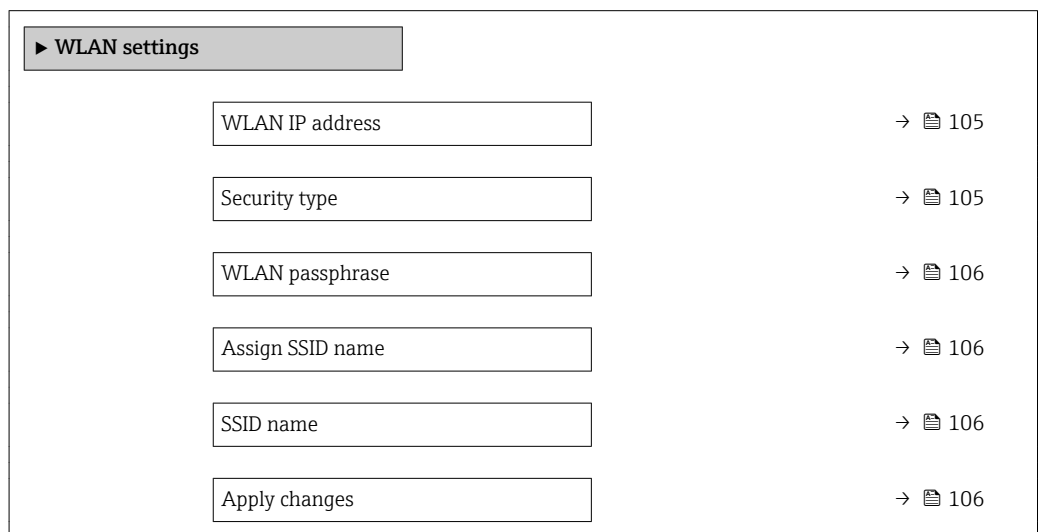 ▶ WLAN settings
WLAN IP address → 🖹 105
Security type → 🖹 105
WLAN passphrase → 🖹 106
Assign SSID name → 🖹 106
SSID name → 🖹 106
Apply changes → 🖹 106